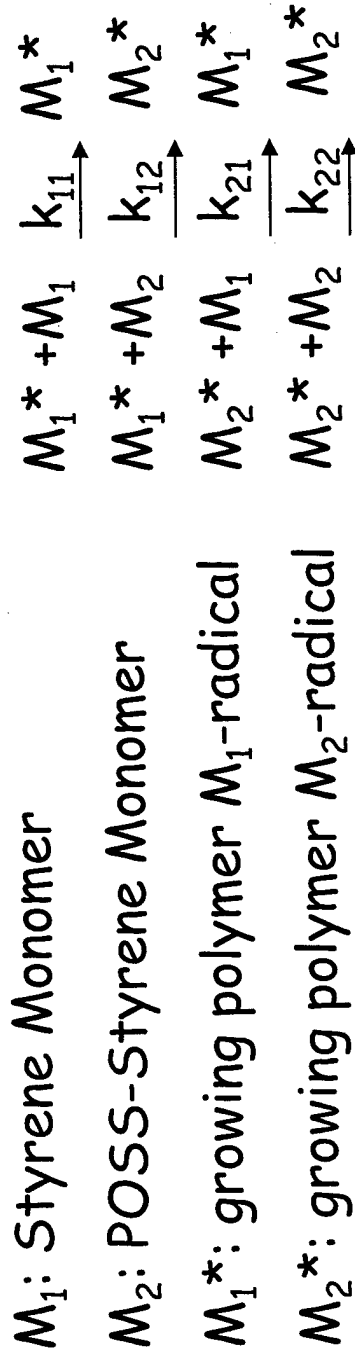 M₁: Styrene Monomer
M₂: POSS-Styrene Monomer
M₁*: growing polymer M₁-radical
M₂*: growing polymer M₂-radical
M₁* +M₁ k₁₁ → M₁*
M₁* +M₂ k₁₂ → M₂*
M₂* +M₁ k₂₁ → M₁*
M₂* +M₂ k₂₂ → M₂*